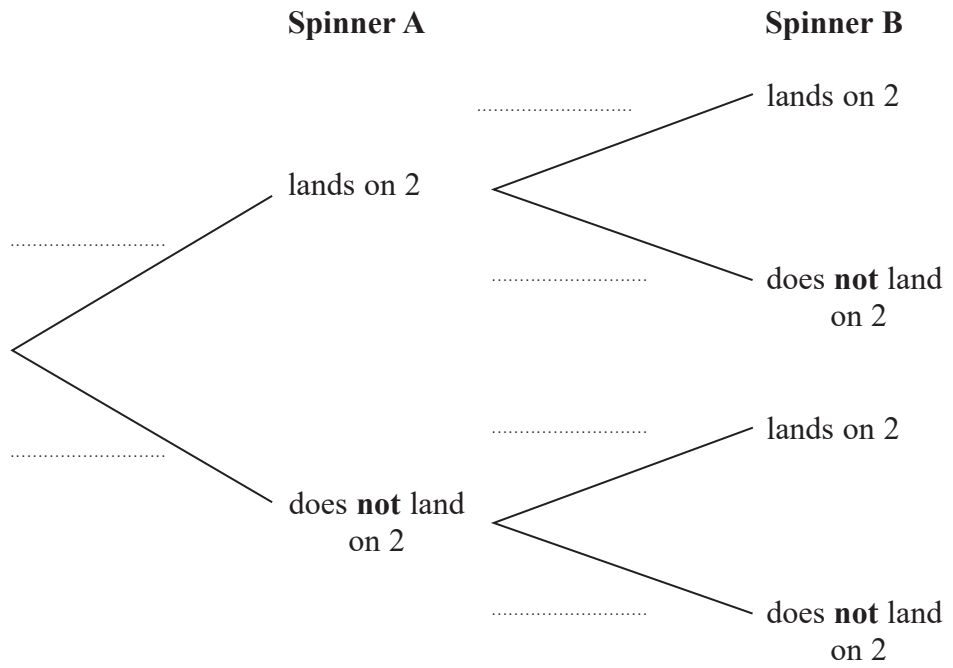 Spinner A
Spinner B
lands on 2
lands on 2
does not land
on 2
does not land
on 2
lands on 2
does not land
on 2